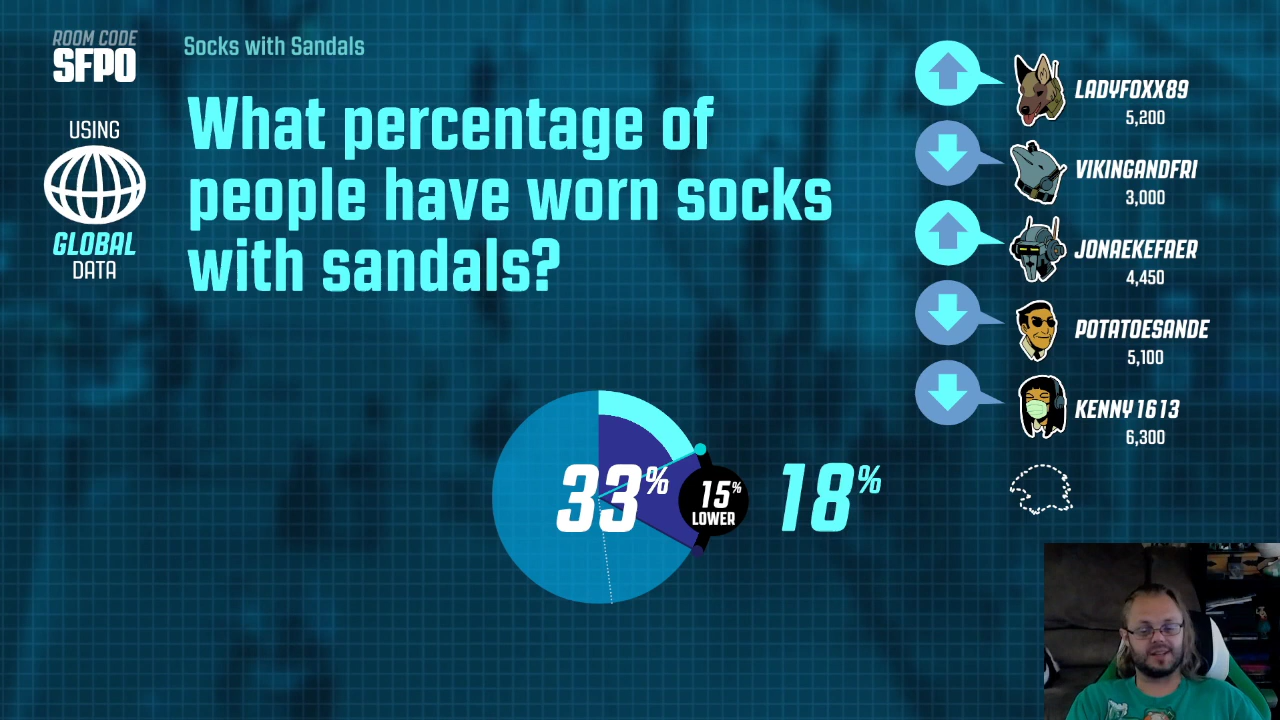 ROOM CODE
SFPO
USING
GLOBAL
DATA
Socks with Sandals
What percentage of
people have worn socks
with sandals?
33%
15%
LOWER
18%
LADYFOXX89
5,200
VIKINGANDFRI
3,000
JONAEKEFAER
4,450
POTATOESANDE
5,100
KENNY1613
6,300